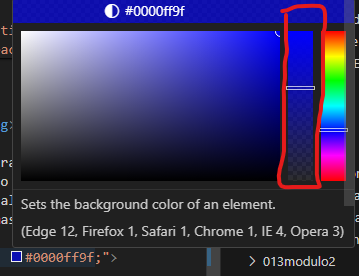 #0000ff9f
Sets the background color of an element.
(Edge 12, Firefox 1, Safari 1, Chrome 1, IE 4, Opera 3)
#0000ff9f;">
013modulo2